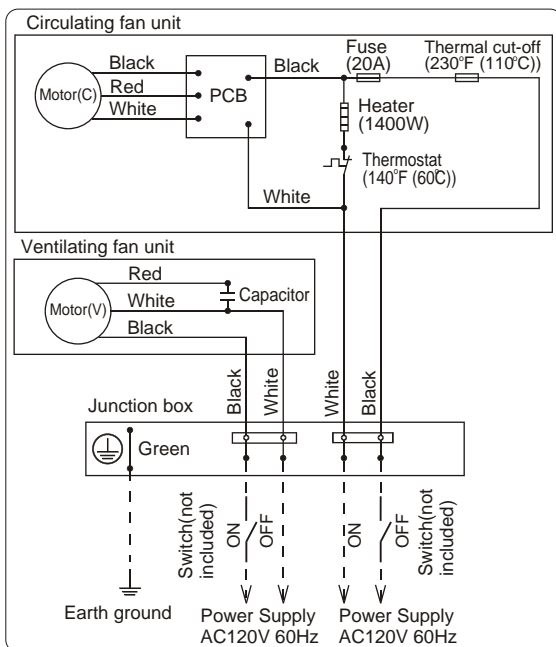 Circulating fan unit
Black
Red
White
Motor(C)
PCB
Black
Fuse
(20A)
Thermal cut-off
(230°F (110°C))
Heater
(1400W)
Thermostat
(140°F (60°C))
White
Ventilating fan unit
Red
White
Black
Motor(V)
Capacitor
Black
White
White
Black
Junction box
Green
Switch(not
included)
ON
OFF
ON
OFF
Switch(not
included)
Earth ground
Power Supply
AC120V 60Hz
Power Supply
AC120V 60Hz